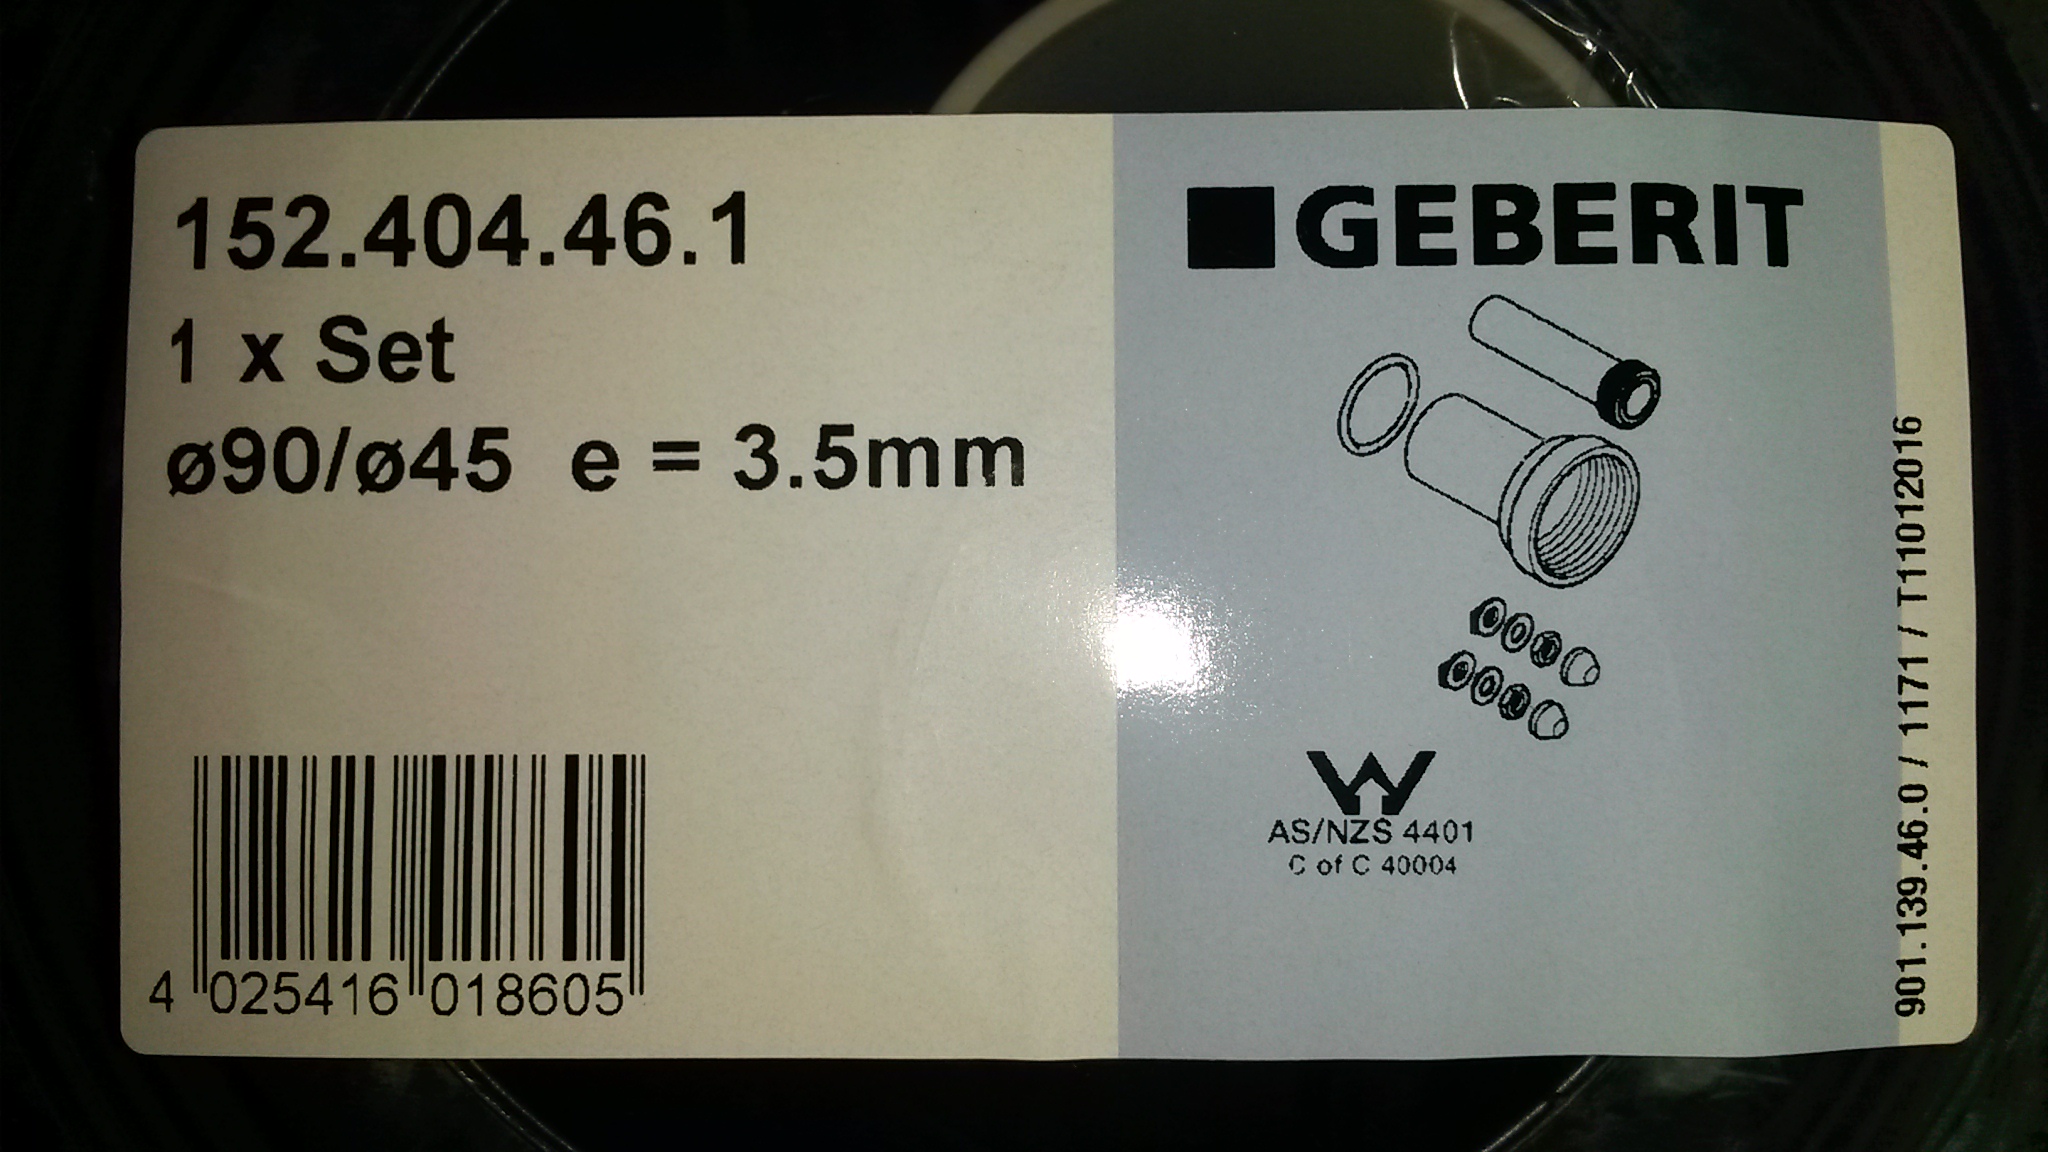 152.404.46.1
1 x Set
ø90/ø45 e = 3.5mm
4 025416 018605
GEBERIT
AS/NZS 4401
C of C 40004
901.139.46.0 / 1171 / T11012016